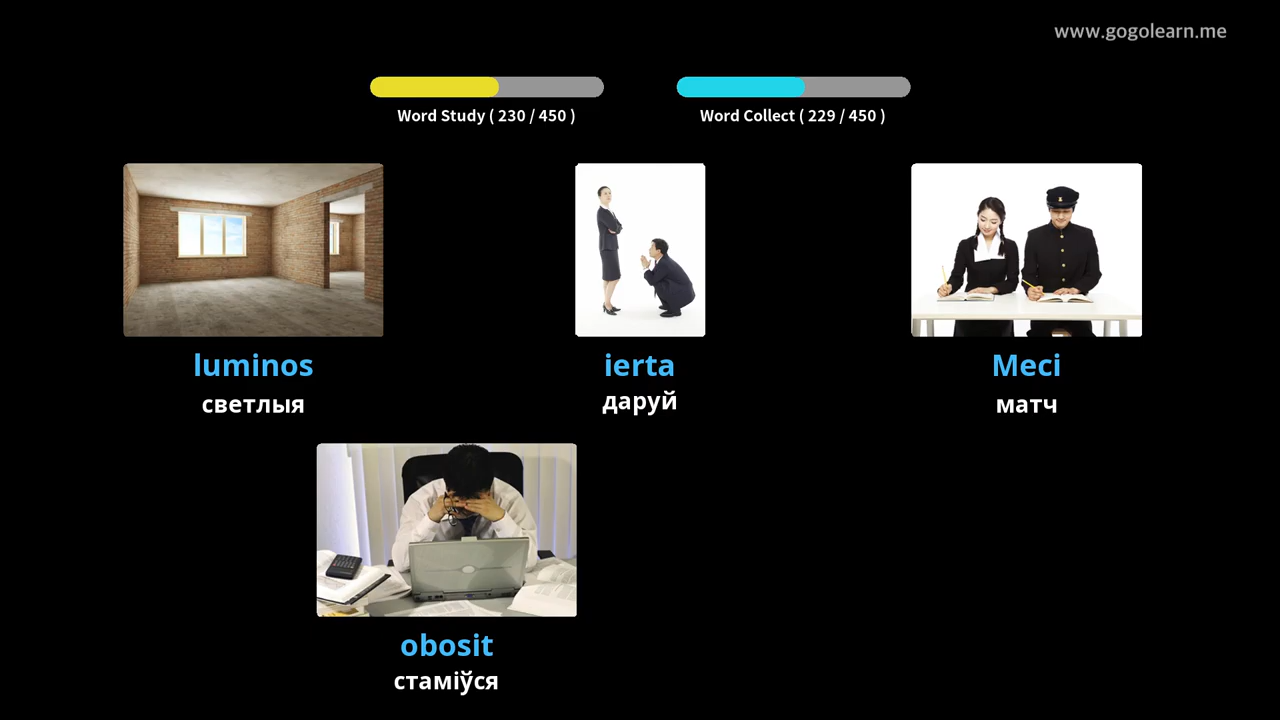 www.gogolearn.me
Word Study ( 230 / 450 )
Word Collect ( 229 / 450 )
luminos
светлыя
ierta
даруй
Meci
матч
obosit
стаміўся